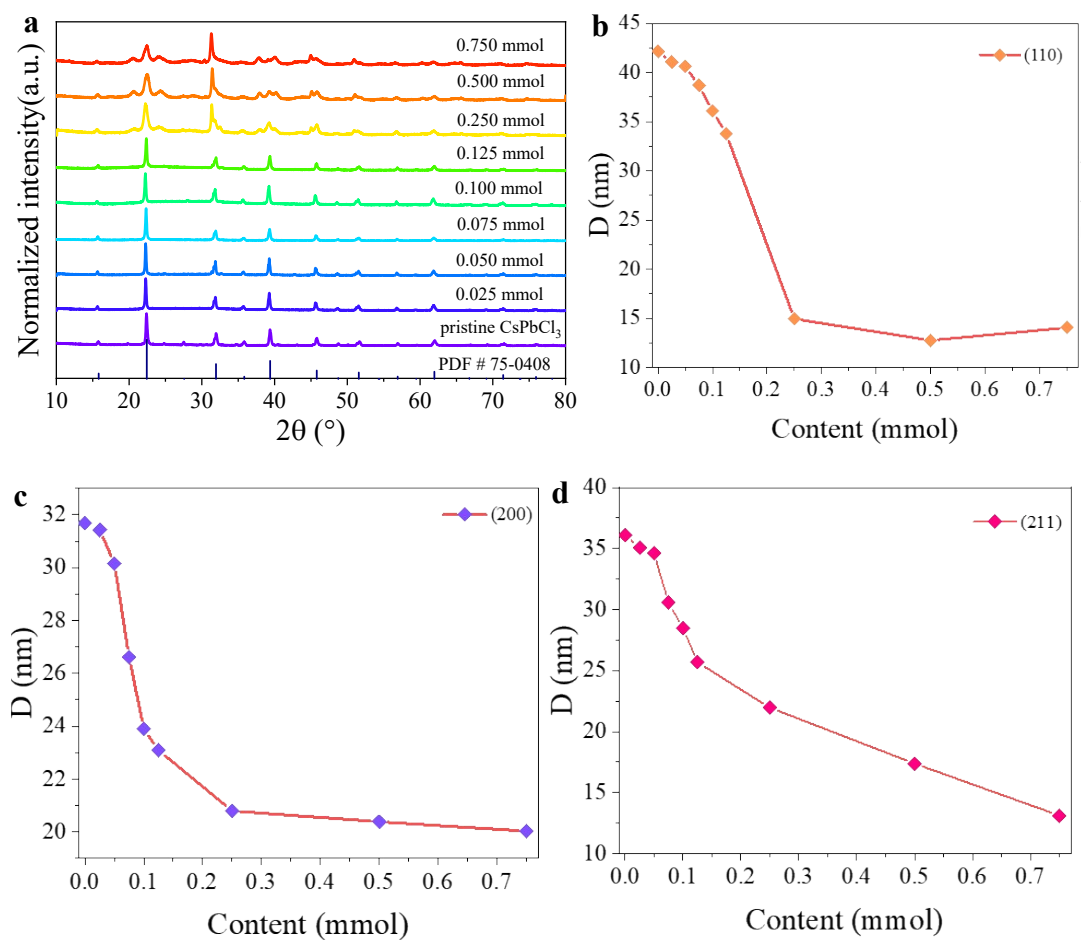 a
Normalized intensity(a.u.)
0.750 mmol
0.500 mmol
0.250 mmol
0.125 mmol
0.100 mmol
0.075 mmol
0.050 mmol
0.025 mmol
pristine CsPbCl₃
PDF # 75-0408
10 20 30 40 50 60 70 80
2θ (°)
b
(110)
D (nm)
45
40
35
30
25
20
15
10
0.0 0.1 0.2 0.3 0.4 0.5 0.6 0.7
Content (mmol)
c
(200)
D (nm)
32
30
28
26
24
22
20
0.0 0.1 0.2 0.3 0.4 0.5 0.6 0.7
Content (mmol)
d
(211)
D (nm)
40
35
30
25
20
15
10
0.0 0.1 0.2 0.3 0.4 0.5 0.6 0.7
Content (mmol)